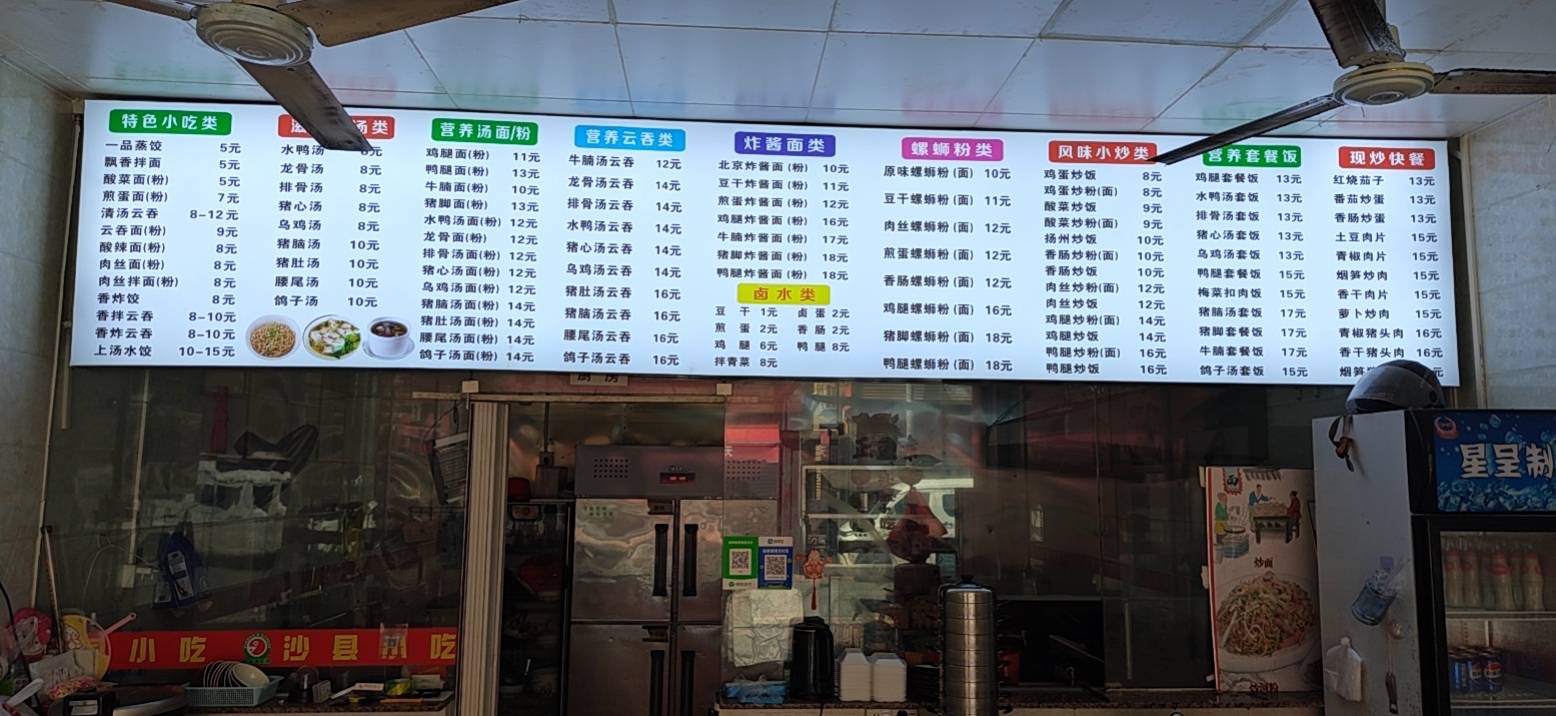 特色小吃类
一品蒸饺 5元
飘香拌面 5元
酸菜面(粉) 5元
煎蛋面(粉) 7元
清汤云吞 8-12元
云吞面(粉) 9元
酸辣面(粉) 8元
肉丝面(粉) 8元
肉丝拌面(粉) 8元
香炸饺 8元
香拌云吞 8-10元
香炸云吞 8-10元
上汤水饺 10-15元
汤类
水鸭汤
龙骨汤 8元
排骨汤 8元
猪心汤 8元
乌鸡汤 8元
猪脑汤 10元
猪肚汤 10元
腰尾汤 10元
鸽子汤 10元
营养汤面/粉
鸡腿面(粉) 11元
鸭腿面(粉) 13元
牛腩面(粉) 10元
猪脚面(粉) 13元
水鸭汤面(粉) 12元
龙骨面(粉) 12元
排骨汤面(粉) 12元
猪心汤面(粉) 12元
乌鸡汤面(粉) 12元
猪脑汤面(粉) 14元
猪肚汤面(粉) 14元
腰尾汤面(粉) 14元
鸽子汤面(粉) 14元
营养云吞类
牛腩汤云吞 12元
龙骨汤云吞 14元
排骨汤云吞 14元
水鸭汤云吞 14元
猪心汤云吞 14元
乌鸡汤云吞 14元
猪肚汤云吞 16元
猪脑汤云吞 16元
腰尾汤云吞 16元
鸽子汤云吞 16元
炸酱面类
北京炸酱面(粉) 10元
豆干炸酱面(粉) 11元
煎蛋炸酱面(粉) 12元
鸡腿炸酱面(粉) 16元
牛腩炸酱面(粉) 17元
猪脚炸酱面(粉) 18元
鸭腿炸酱面(粉) 18元
卤水类
豆干 1元 卤蛋 2元
煎蛋 2元 香肠 2元
鸡腿 6元 鸭腿 8元
拌青菜 8元
螺蛳粉类
原味螺蛳粉(面) 10元
豆干螺蛳粉(面) 11元
肉丝螺蛳粉(面) 12元
煎蛋螺蛳粉(面) 12元
香肠螺蛳粉(面) 12元
鸡腿螺蛳粉(面) 16元
猪脚螺蛳粉(面) 18元
鸭腿螺蛳粉(面) 18元
风味小炒类
鸡蛋炒饭 8元
鸡蛋炒粉(面) 8元
酸菜炒饭 9元
酸菜炒粉(面) 9元
扬州炒饭 10元
香肠炒粉(面) 10元
香肠炒饭 10元
肉丝炒粉(面) 12元
肉丝炒饭 12元
鸡腿炒粉(面) 14元
鸡腿炒饭 14元
鸭腿炒粉(面) 16元
鸭腿炒饭 16元
营养套餐饭
鸡腿套餐饭 13元
水鸭汤套饭 13元
排骨汤套饭 13元
猪心汤套饭 13元
乌鸡汤套饭 13元
鸭腿套餐饭 15元
梅菜扣肉饭 15元
猪脑汤套饭 17元
猪脚套餐饭 17元
牛腩套餐饭 17元
鸽子汤套饭 15元
现炒快餐
红烧茄子 13元
番茄炒蛋 13元
香肠炒蛋 13元
土豆肉片 15元
青椒肉片 15元
烟笋炒肉 15元
香干肉片 15元
萝卜炒肉 15元
青椒猪头肉 16元
香干猪头肉 16元
烟笋
厨房
小吃 沙县小吃
炒面
星呈制